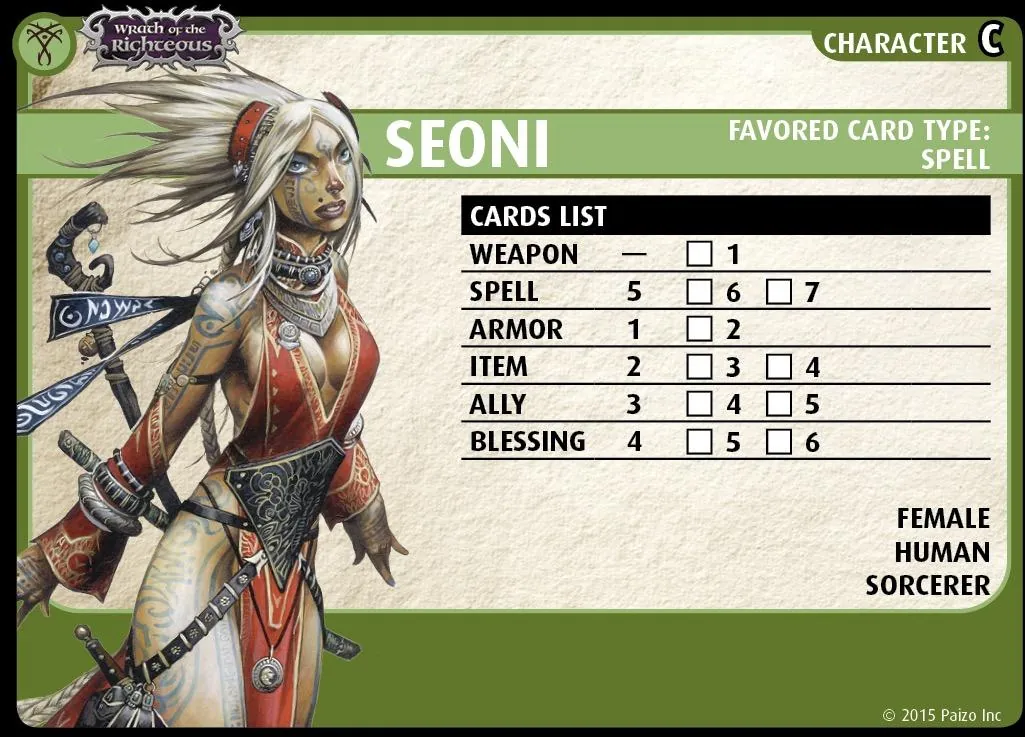 WRATH OF THE
RIGHTEOUS
CHARACTER C
SEONI
FAVORED CARD TYPE:
SPELL
CARDS LIST
WEAPON — □ 1
SPELL 5 □ 6 □ 7
ARMOR 1 □ 2
ITEM 2 □ 3 □ 4
ALLY 3 □ 4 □ 5
BLESSING 4 □ 5 □ 6
FEMALE
HUMAN
SORCERER
© 2015 Paizo Inc